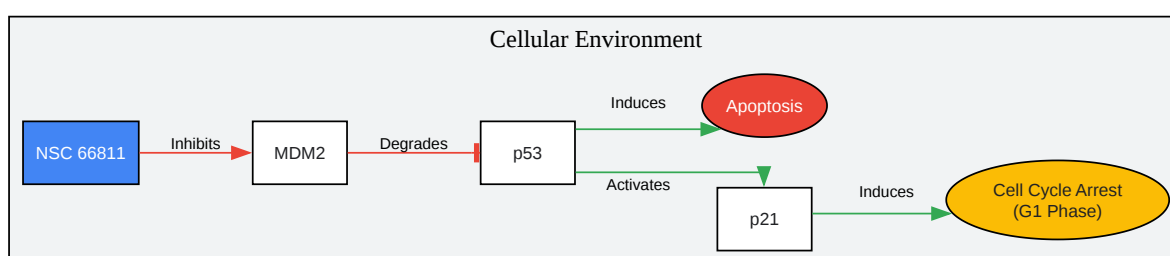 Cellular Environment
NSC 66811
Inhibits
MDM2
Degrades
p53
Induces
Apoptosis
Activates
p21
Induces
Cell Cycle Arrest
(G1 Phase)